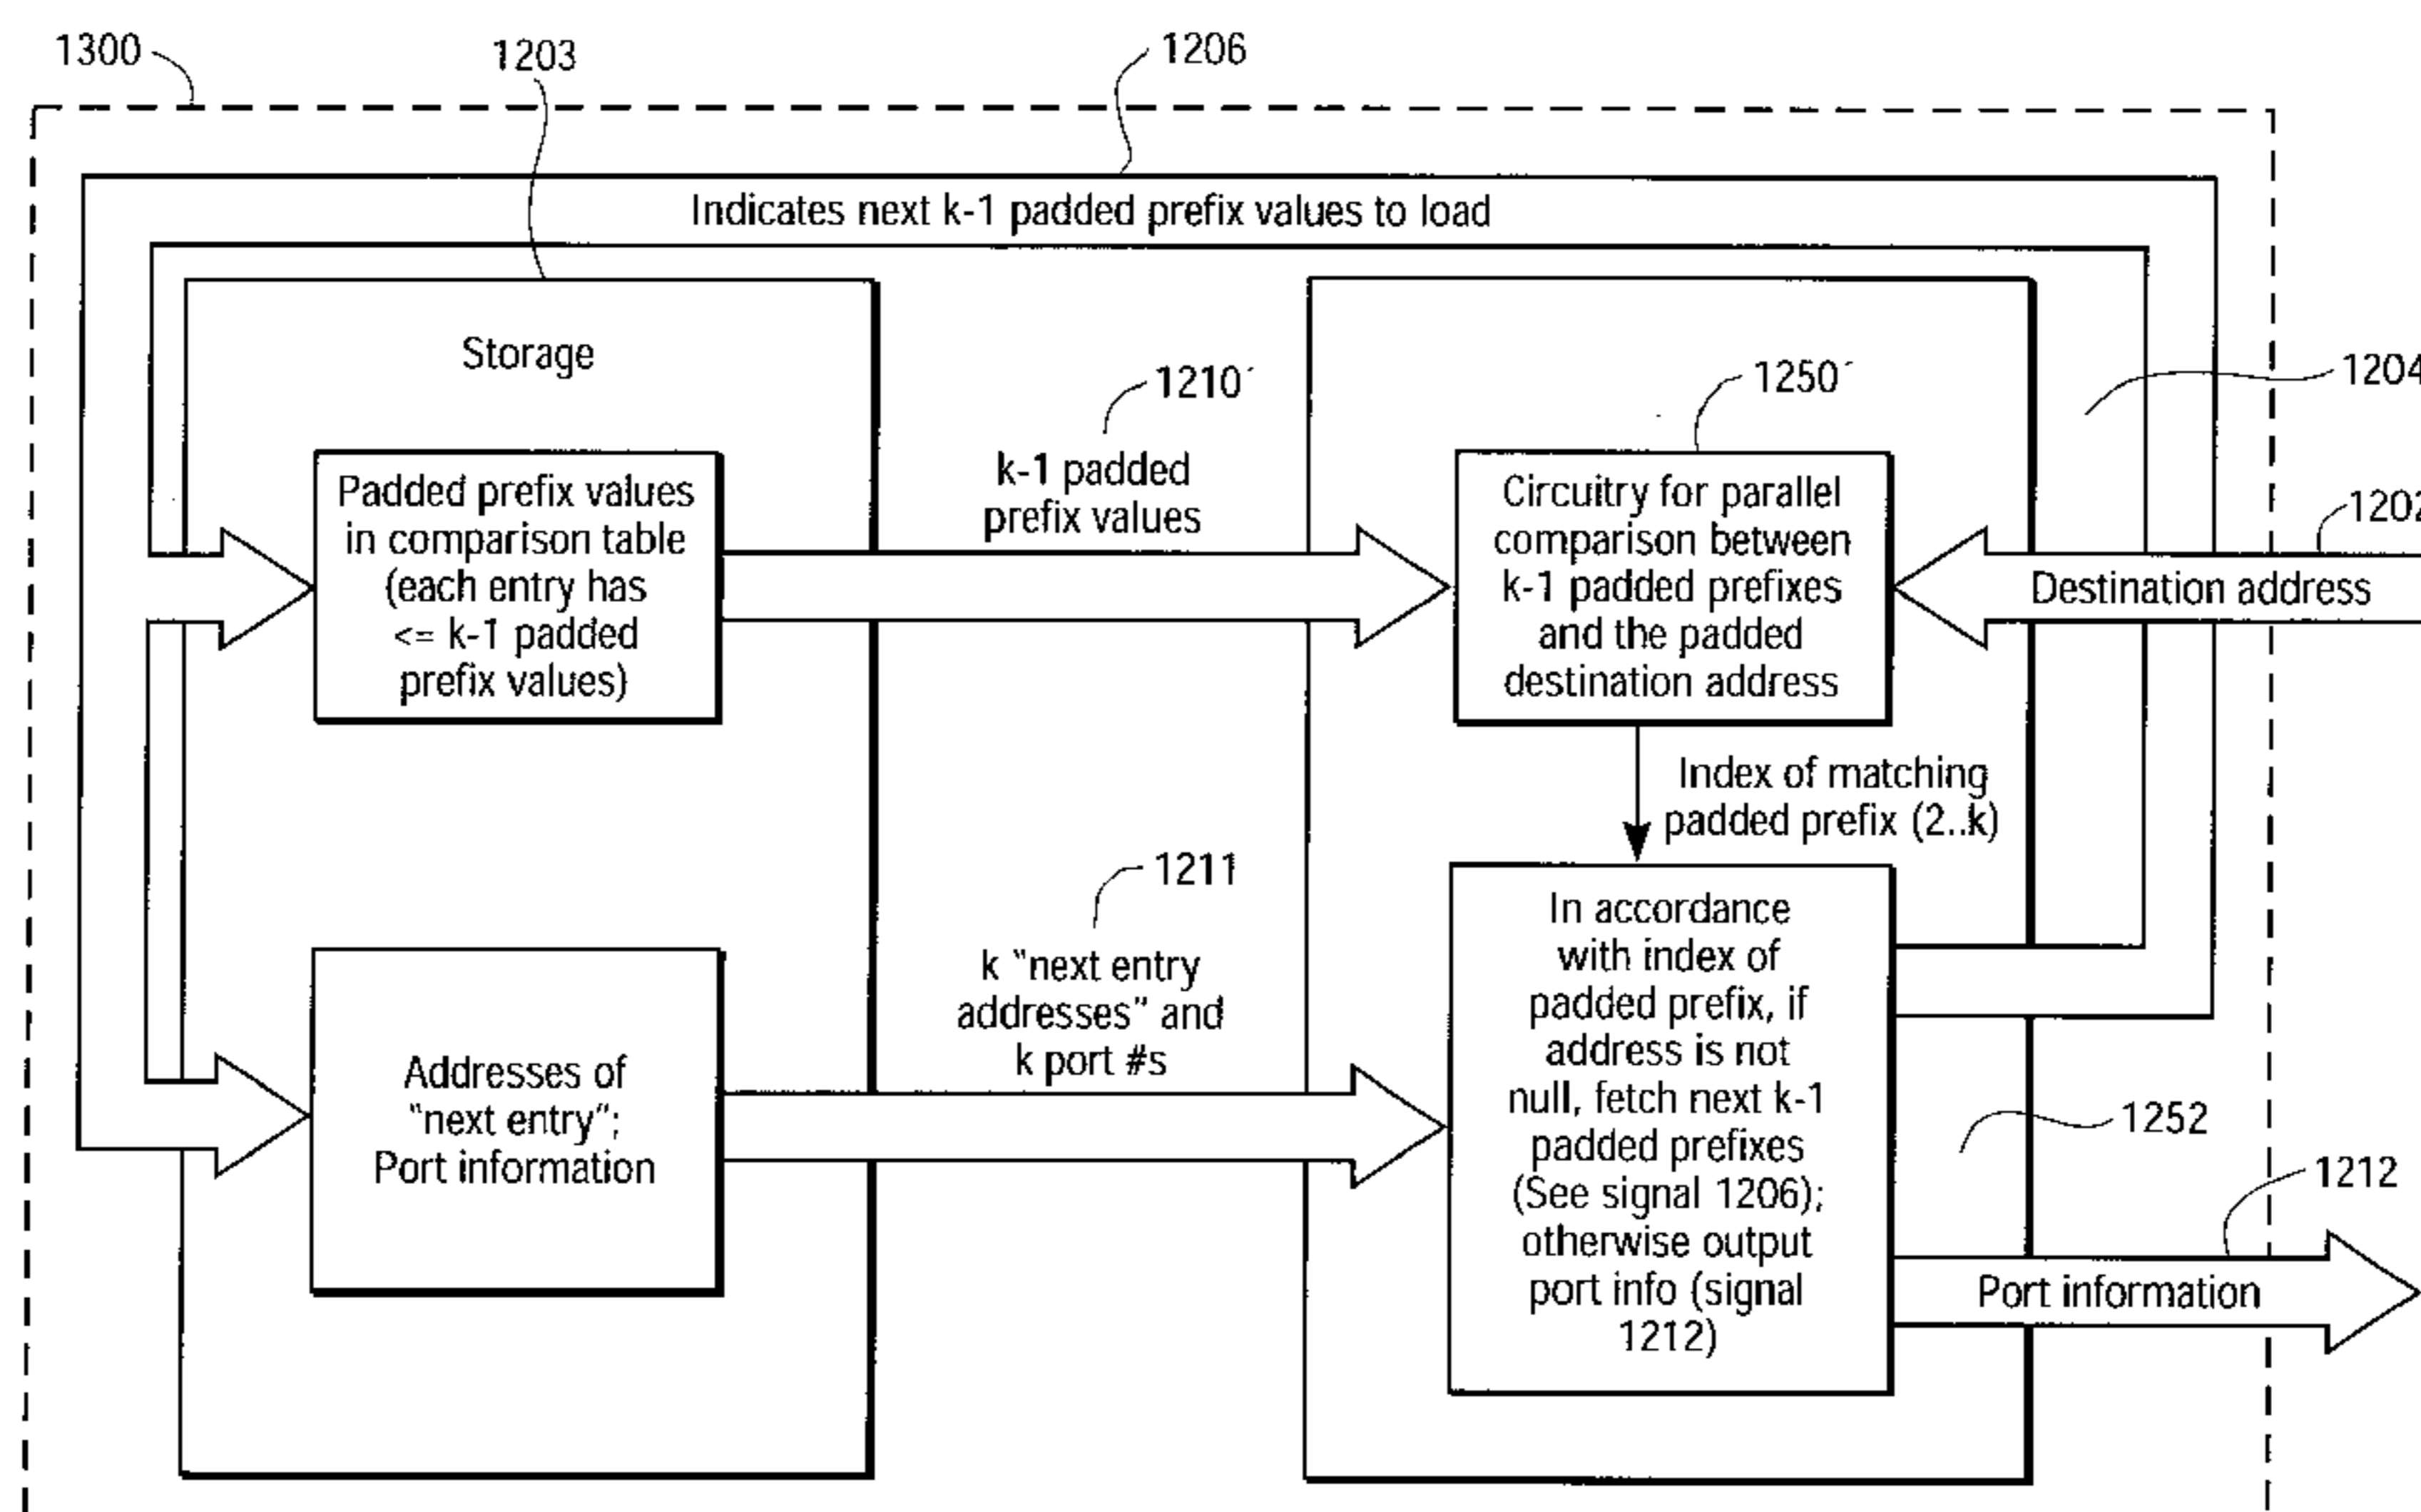 1300
1203
1206
Indicates next k-1 padded prefix values to load
Storage
1210´
1250´
1204
1202
Padded prefix values
in comparison table
(each entry has
<= k-1 padded
prefix values)
k-1 padded
prefix values
Circuitry for parallel
comparison between
k-1 padded prefixes
and the padded
destination address
Destination address
Index of matching
padded prefix (2..k)
1211
k “next entry
addresses” and
k port #s
Addresses of
“next entry”;
Port information
In accordance
with index of
padded prefix, if
address is not
null, fetch next k-1
padded prefixes
(See signal 1206);
otherwise output
port info (signal
1212)
1252
1212
Port information